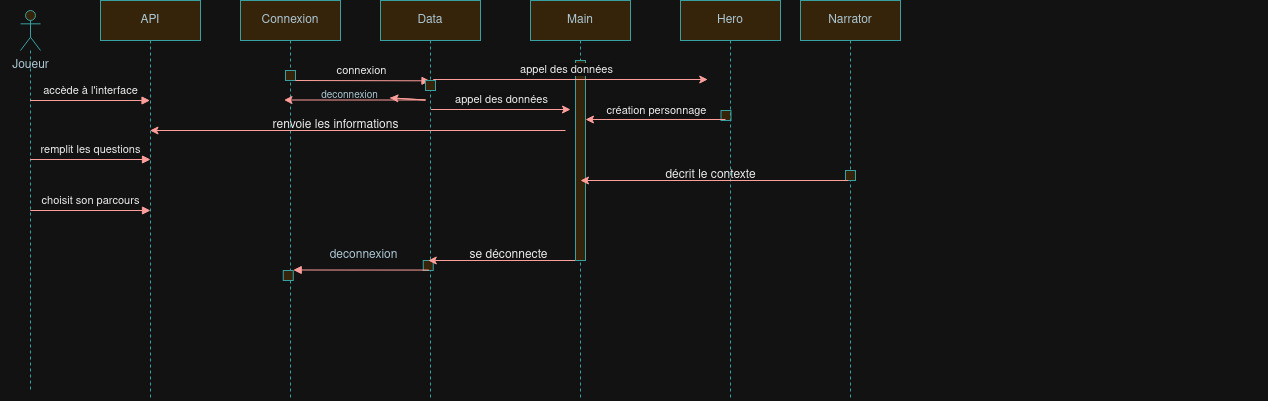 API
Connexion
Data
Main
Hero
Narrator
Joueur
connexion
appel des données
accède à l'interface
deconnexion
appel des données
création personnage
renvoie les informations
remplit les questions
décrit le contexte
choisit son parcours
deconnexion
se déconnecte